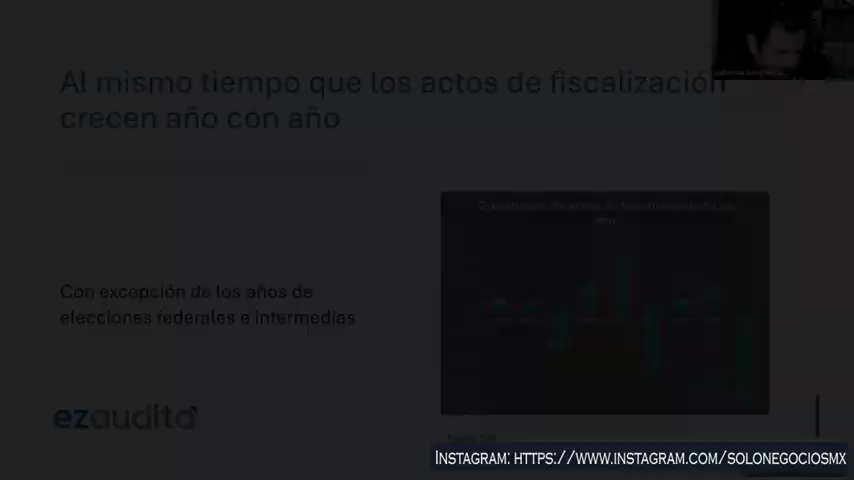 Al mismo tiempo que los actos de fiscalización
crecen año con año
Con excepción de los años de
elecciones federales e intermedias
ezaudita
INSTAGRAM: HTTPS://WWW.INSTAGRAM.COM/SOLONEGOCIOSMX